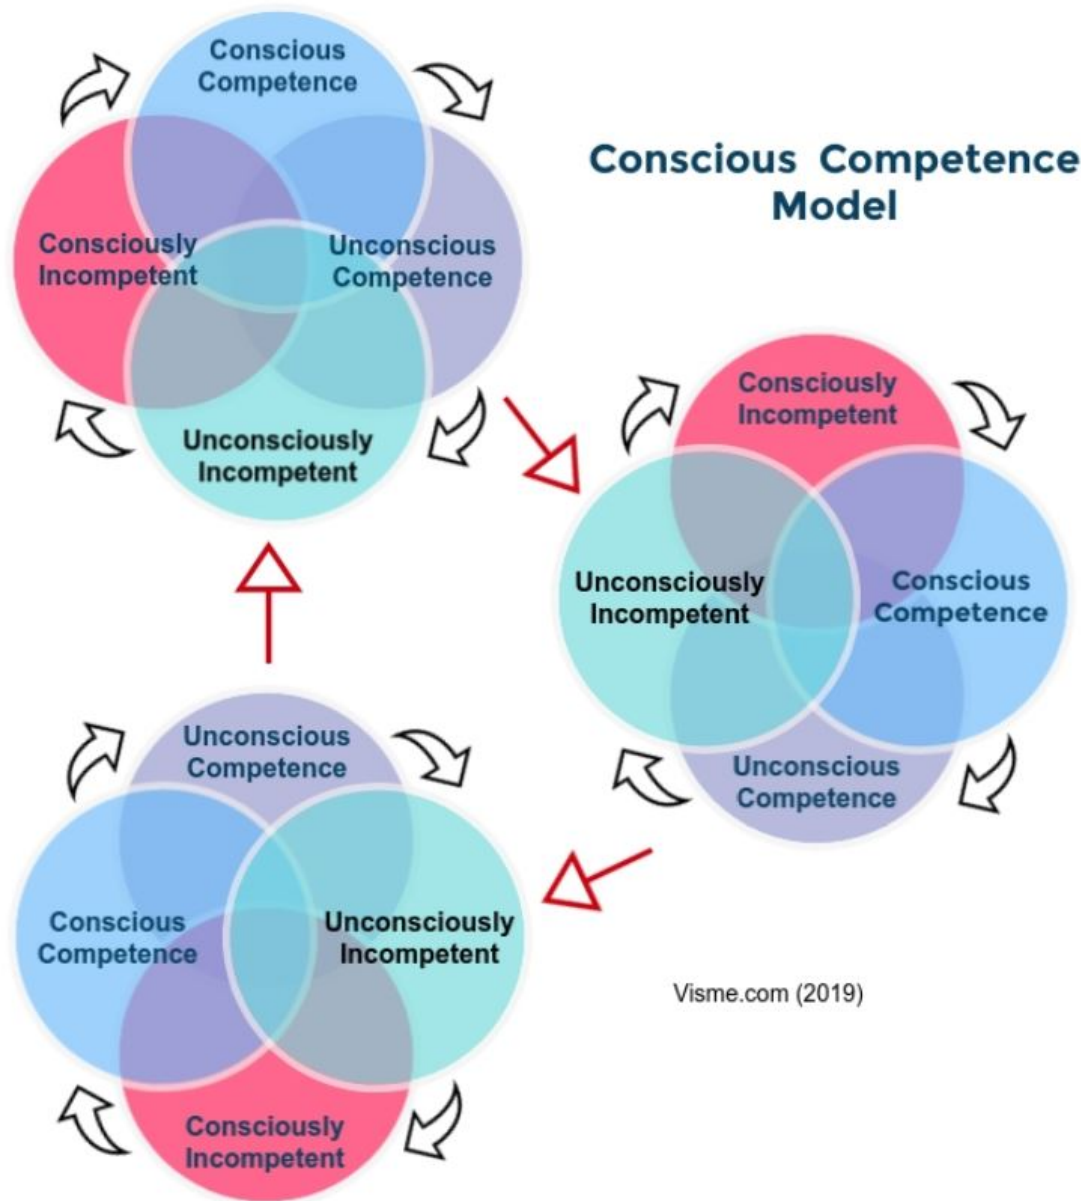 Conscious
Competence
Conscious Competence
Model
Consciously
Incompetent
Unconscious
Competence
Unconsciously
Incompetent
Consciously
Incompetent
Unconsciously
Incompetent
Conscious
Competence
Unconscious
Competence
Unconscious
Competence
Conscious
Competence
Unconsciously
Incompetent
Visme.com (2019)
Consciously
Incompetent